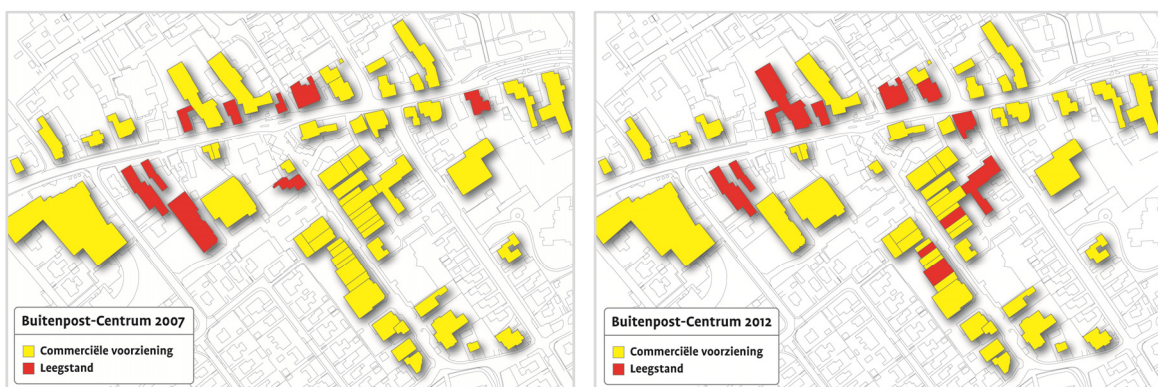 Buitenpost-Centrum 2007
Commerciële voorziening
Leegstand
Buitenpost-Centrum 2012
Commerciële voorziening
Leegstand